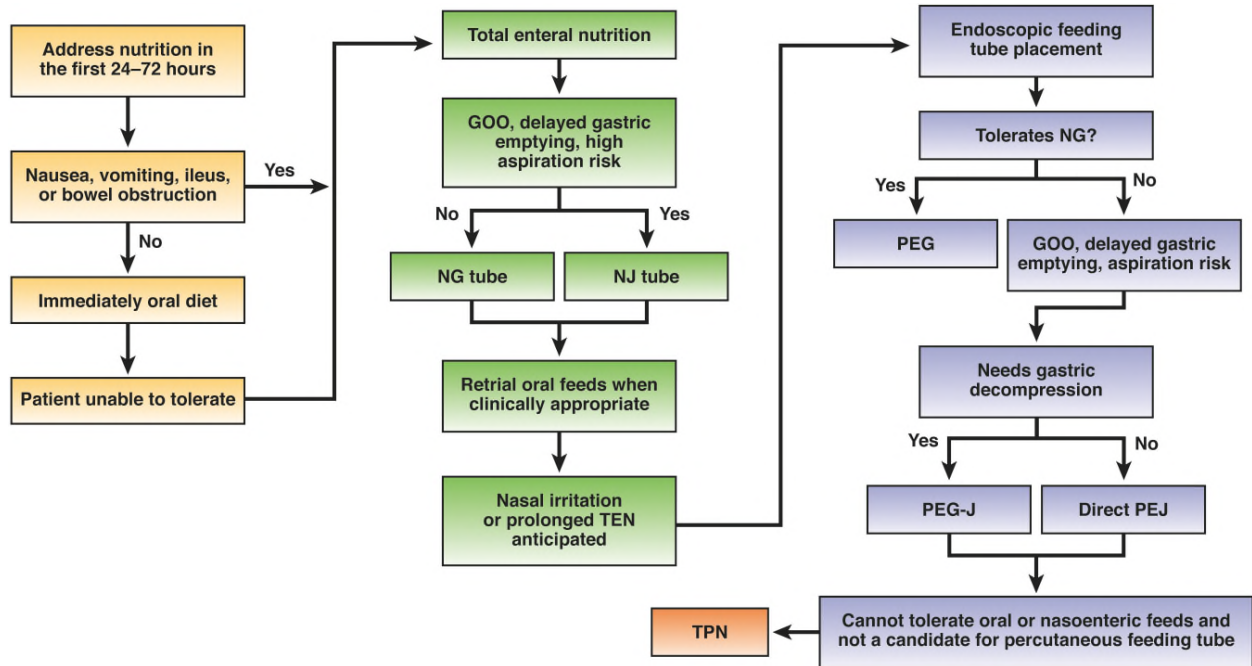 Address nutrition in
the first 24–72 hours
Nausea, vomiting, ileus,
or bowel obstruction
Yes
No
Immediately oral diet
Patient unable to tolerate
Total enteral nutrition
GOO, delayed gastric
emptying, high
aspiration risk
No
Yes
NG tube
NJ tube
Retrial oral feeds when
clinically appropriate
Nasal irritation
or prolonged TEN
anticipated
Endoscopic feeding
tube placement
Tolerates NG?
Yes
No
PEG
GOO, delayed gastric
emptying, aspiration risk
Needs gastric
decompression
Yes
No
PEG-J
Direct PEJ
Cannot tolerate oral or nasoenteric feeds and
not a candidate for percutaneous feeding tube
TPN